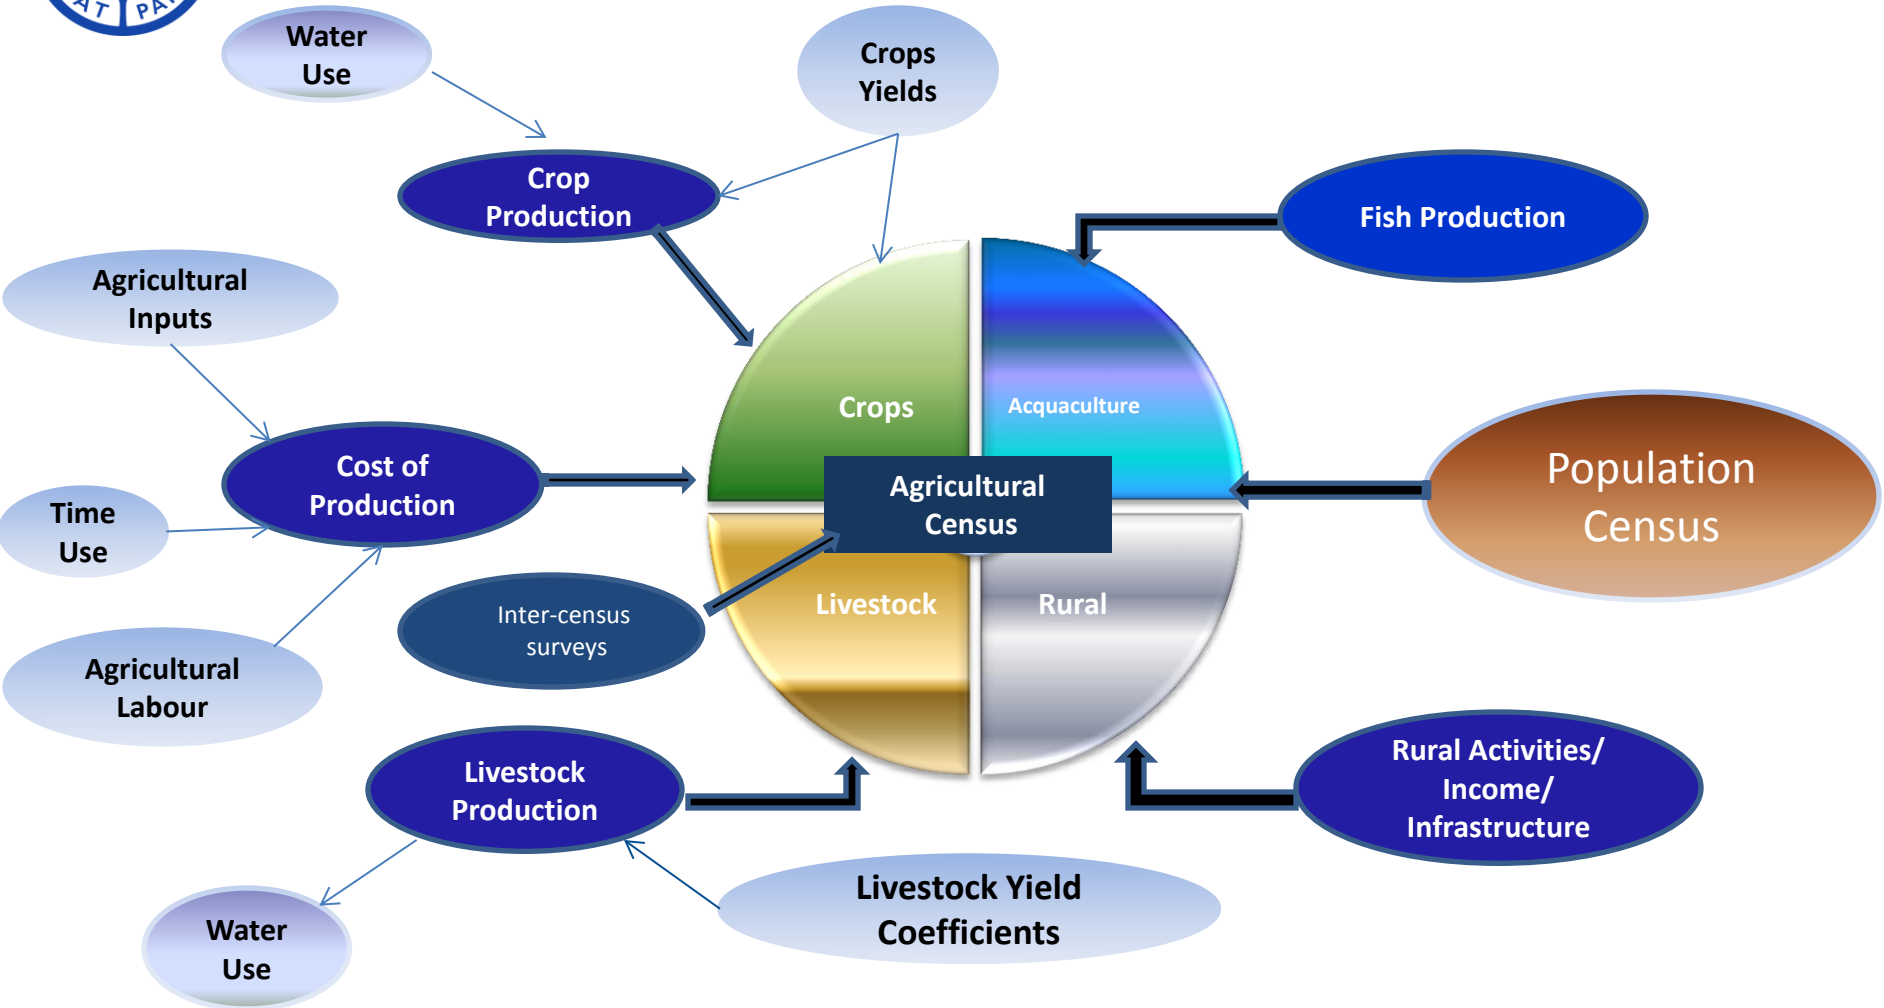 AT PA
Water
Use
Crops
Yields
Crop
Production
Fish Production
Agricultural
Inputs
Crops
Acquaculture
Population
Census
Cost of
Production
Agricultural
Census
Time
Use
Inter-census
surveys
Livestock
Rural
Agricultural
Labour
Livestock
Production
Rural Activities/
Income/
Infrastructure
Livestock Yield
Coefficients
Water
Use